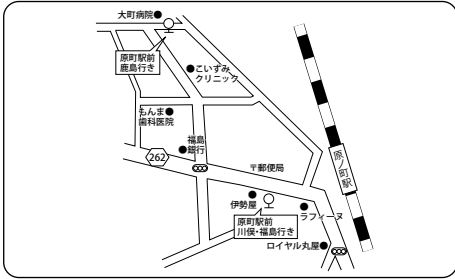 大町病院
原町駅前
鹿島行き
こいずみ
クリニック
もんま
歯科医院
福島
銀行
262
〒郵便局
原ノ町駅
伊勢屋
ラフィーヌ
原町駅前
川俣・福島行き
ロイヤル丸屋